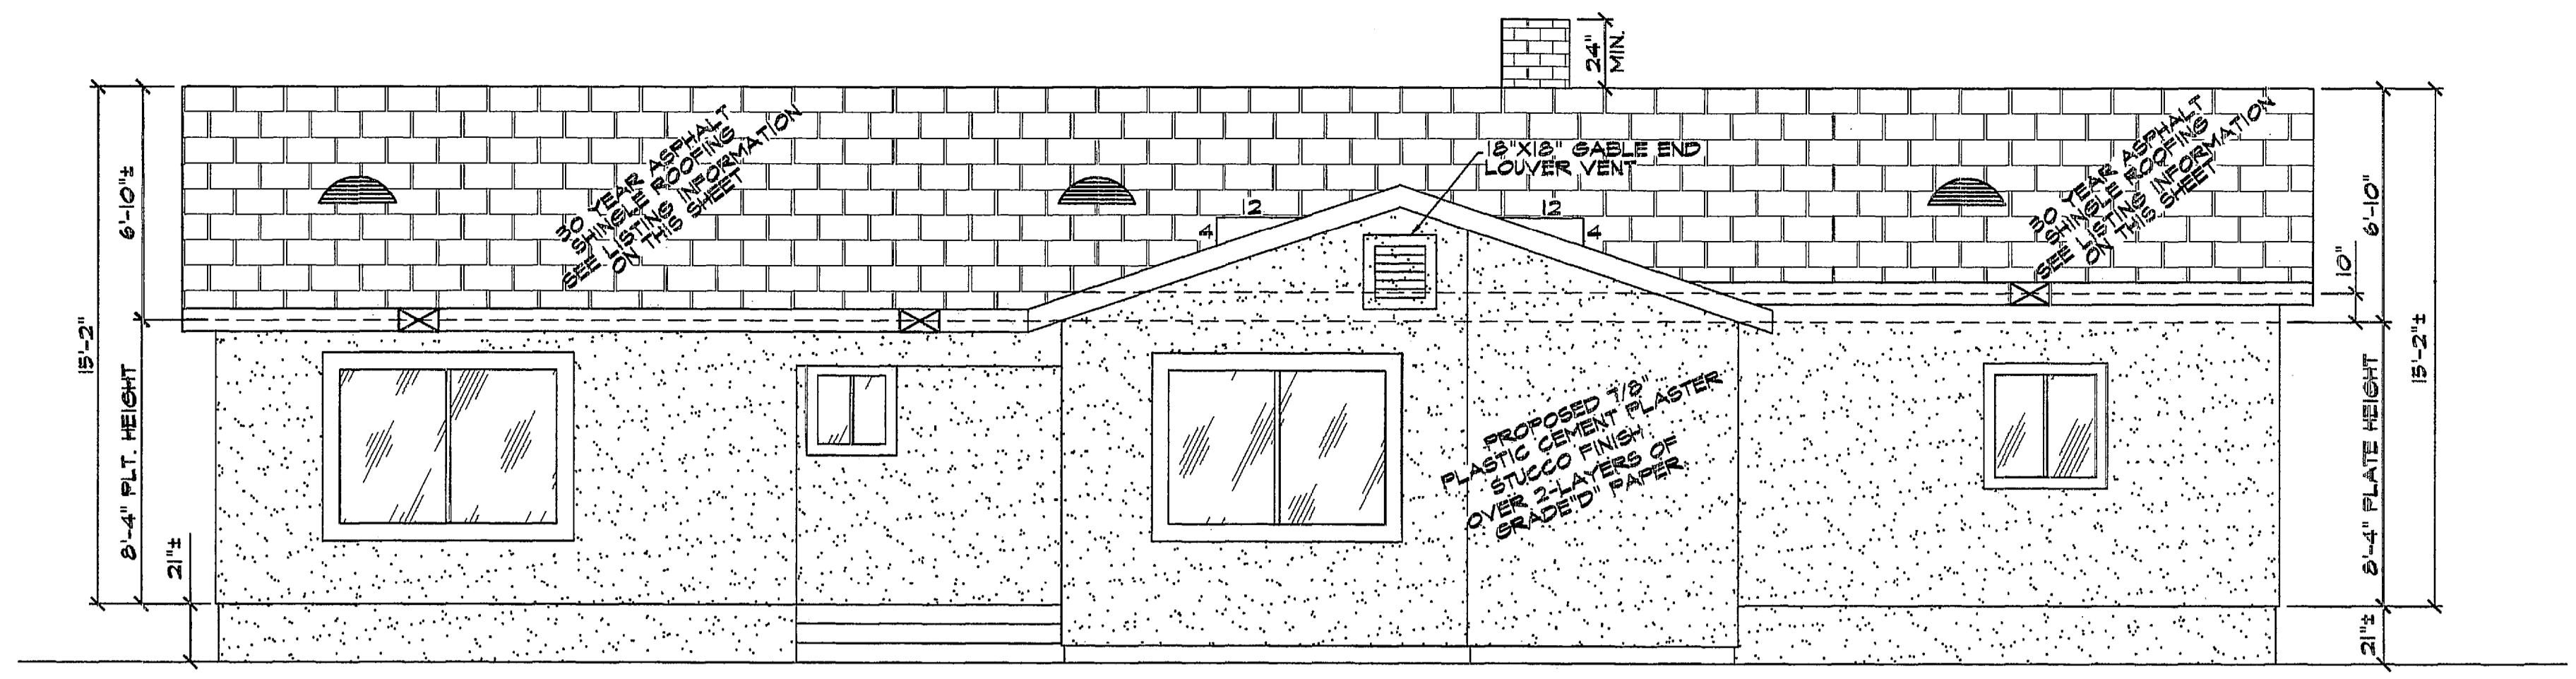 24"
MIN.
30 YEAR ASPHALT
SHINGLE ROOFING
SEE LISTING INFORMATION
ON THIS SHEET
18"X18" GABLE END
LOUVER VENT
30 YEAR ASPHALT
SHINGLE ROOFING
SEE LISTING INFORMATION
ON THIS SHEET
12
4
12
4
6'-10"±
15'-2"
8'-4" PLT. HEIGHT
21"±
PROPOSED 7/8"
PLASTIC CEMENT PLASTER
STUCCO FINISH
OVER 2-LAYERS OF
GRADE"D" PAPER
10"
6'-10"
15'-2"±
8'-4" PLATE HEIGHT
21"±